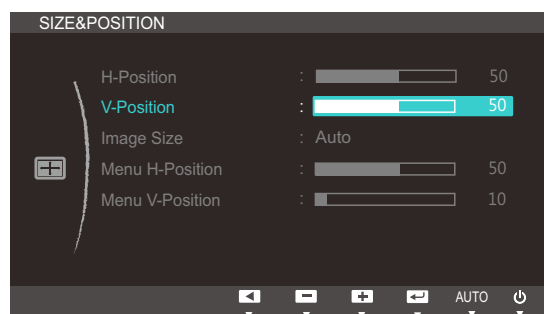 SIZE&POSITION
H-Position : 50
V-Position : 50
Image Size : Auto
Menu H-Position : 50
Menu V-Position : 10
AUTO